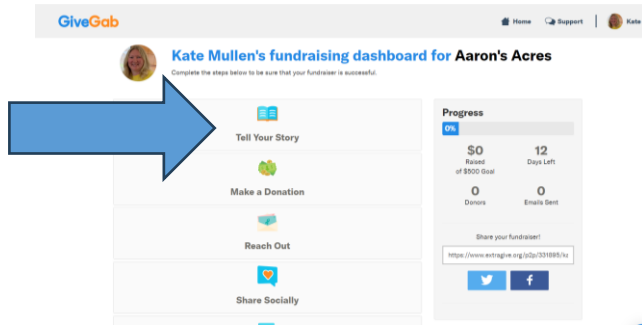 GiveGab
Home Support Kate
Kate Mullen's fundraising dashboard for Aaron's Acres
Complete the steps below to be sure that your fundraiser is successful.
Tell Your Story
Make a Donation
Reach Out
Share Socially
Progress
0%
$0 12
Raised Days Left
of $500 Goal
0 0
Donors Emails Sent
Share your fundraiser!
https://www.extragive.org/p2p/331895/ka